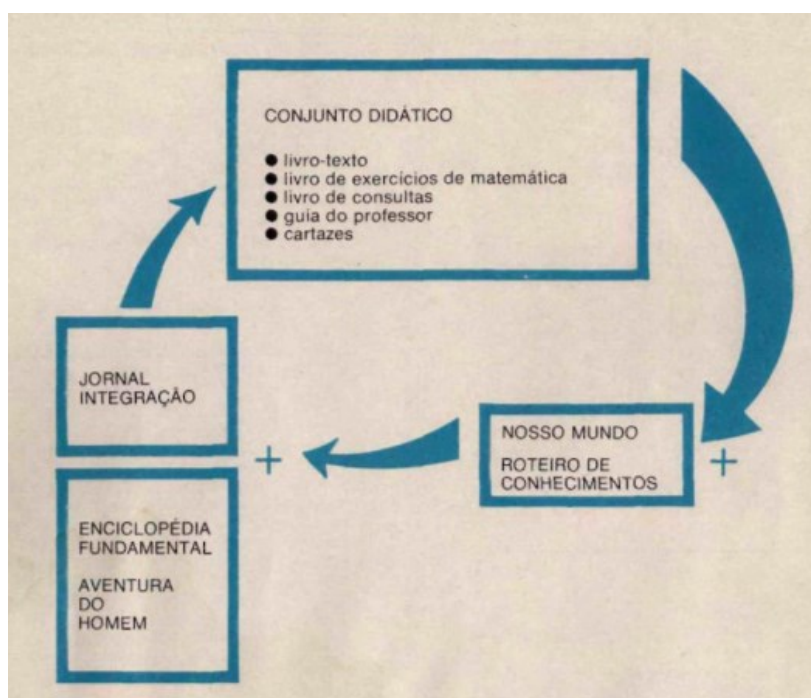 CONJUNTO DIDÁTICO
● livro-texto
● livro de exercícios de matemática
● livro de consultas
● guia do professor
● cartazes
JORNAL
INTEGRAÇÃO
+
NOSSO MUNDO
ROTEIRO DE
CONHECIMENTOS
+
ENCICLOPÉDIA
FUNDAMENTAL
AVENTURA
DO
HOMEM